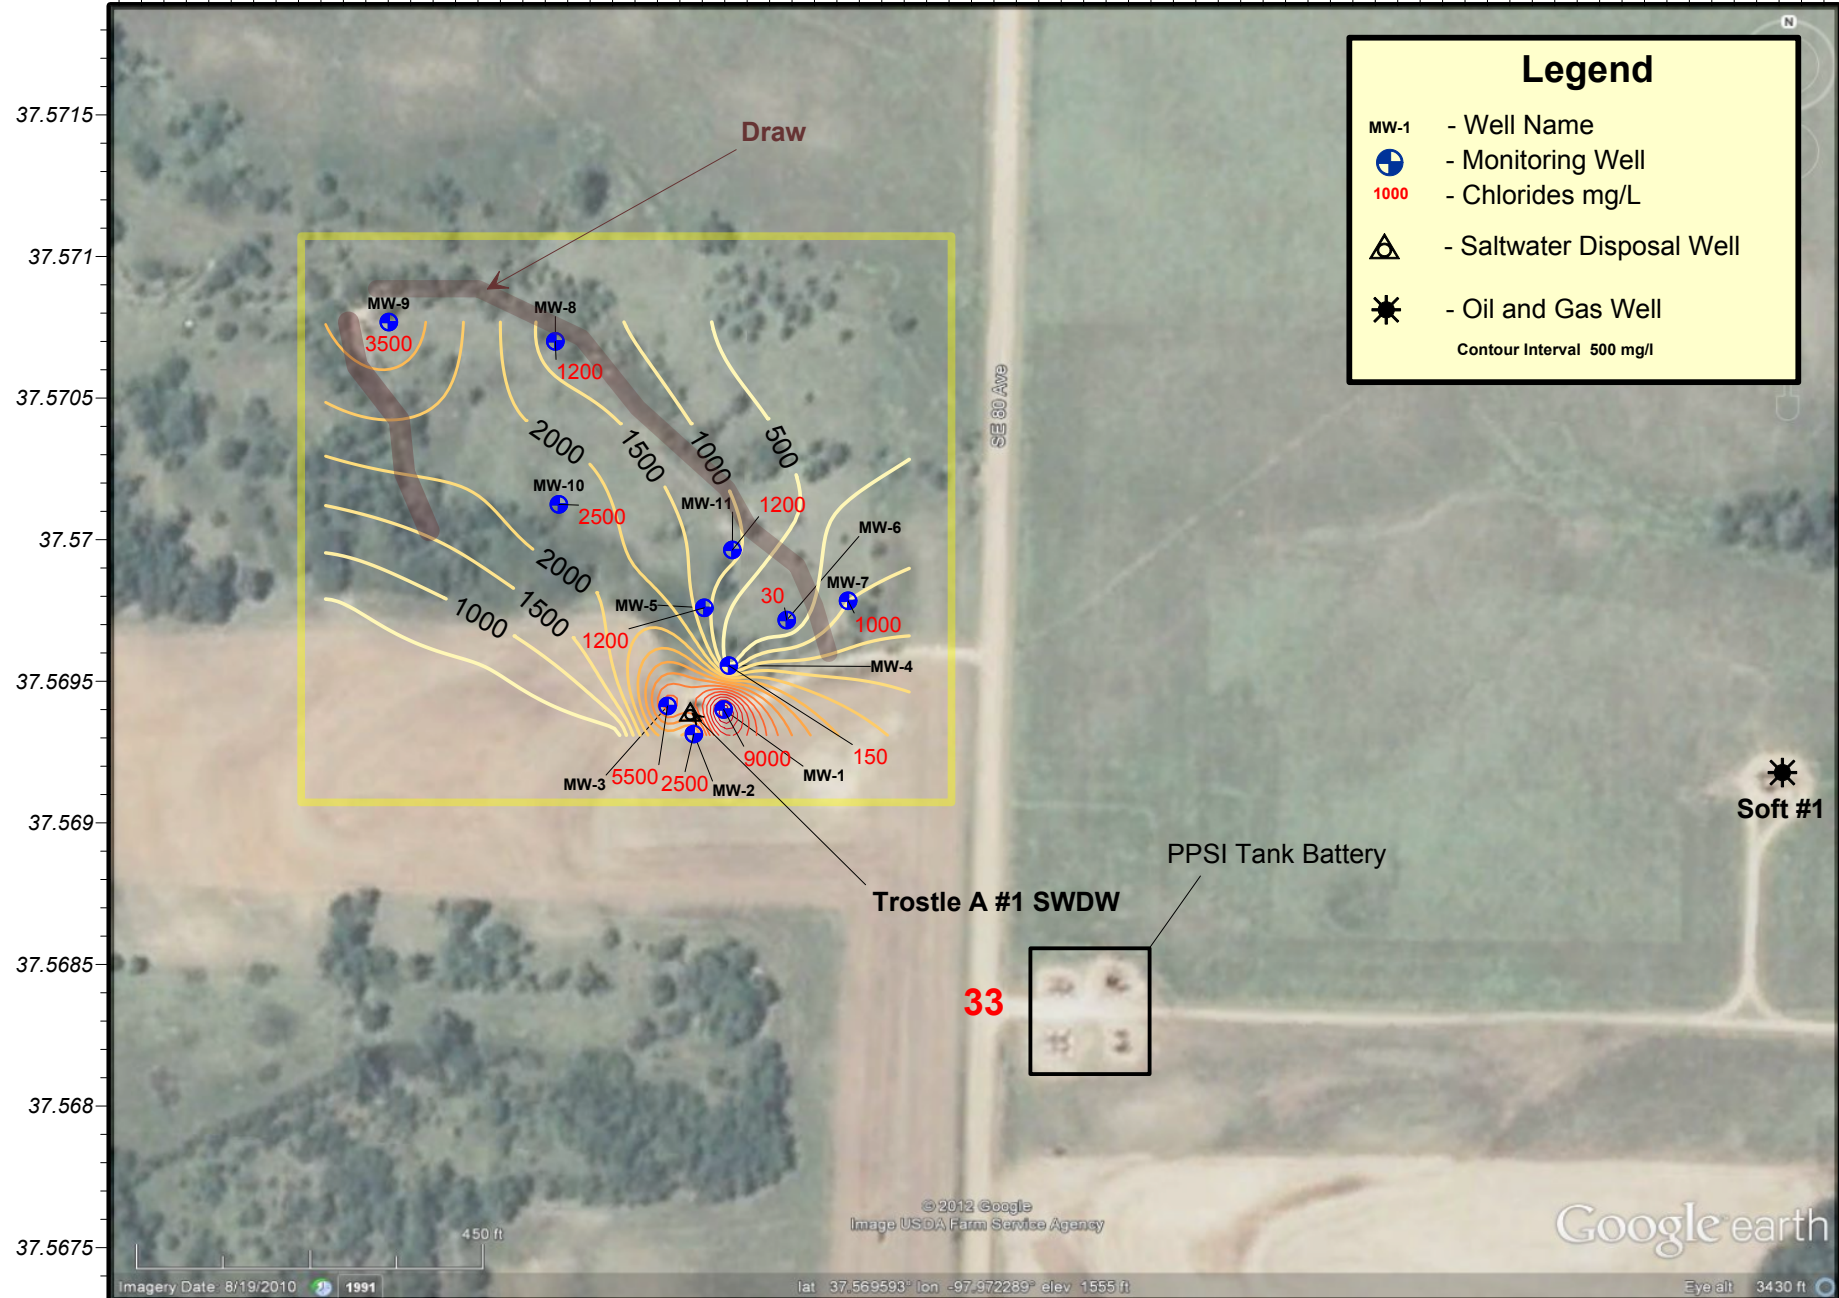 N
Legend
MW-1 - Well Name
- Monitoring Well
1000 - Chlorides mg/L
- Saltwater Disposal Well
- Oil and Gas Well
Contour Interval 500 mg/l
37.5715
37.571
37.5705
37.57
37.5695
37.569
37.5685
37.568
37.5675
Draw
SE 80 Ave
MW-9
3500
MW-8
1200
2000
1500
1000
500
MW-10
2500
MW-11
1200
MW-6
2000
MW-7
30
1000
MW-5
1200
1000
1500
MW-4
150
9000
MW-1
MW-3
5500
2500
MW-2
Soft #1
PPSI Tank Battery
Trostle A #1 SWDW
33
© 2012 Google
Image USDA Farm Service Agency
Google earth
450 ft
Imagery Date: 8/19/2010
1991
lat 37.569593° lon -97.972289° elev 1555 ft
Eye alt 3430 ft